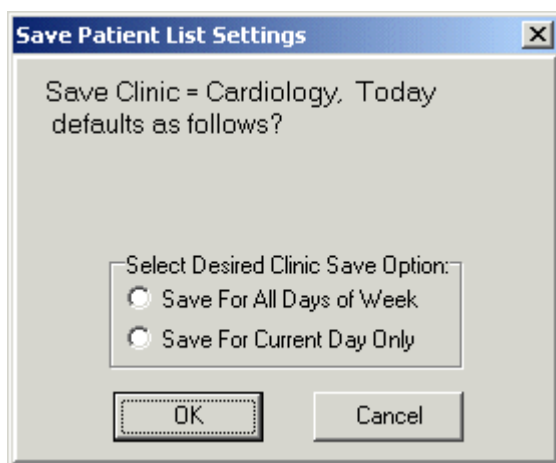 Save Patient List Settings
Save Clinic = Cardiology, Today
defaults as follows?
Select Desired Clinic Save Option:
Save For All Days of Week
Save For Current Day Only
OK
Cancel